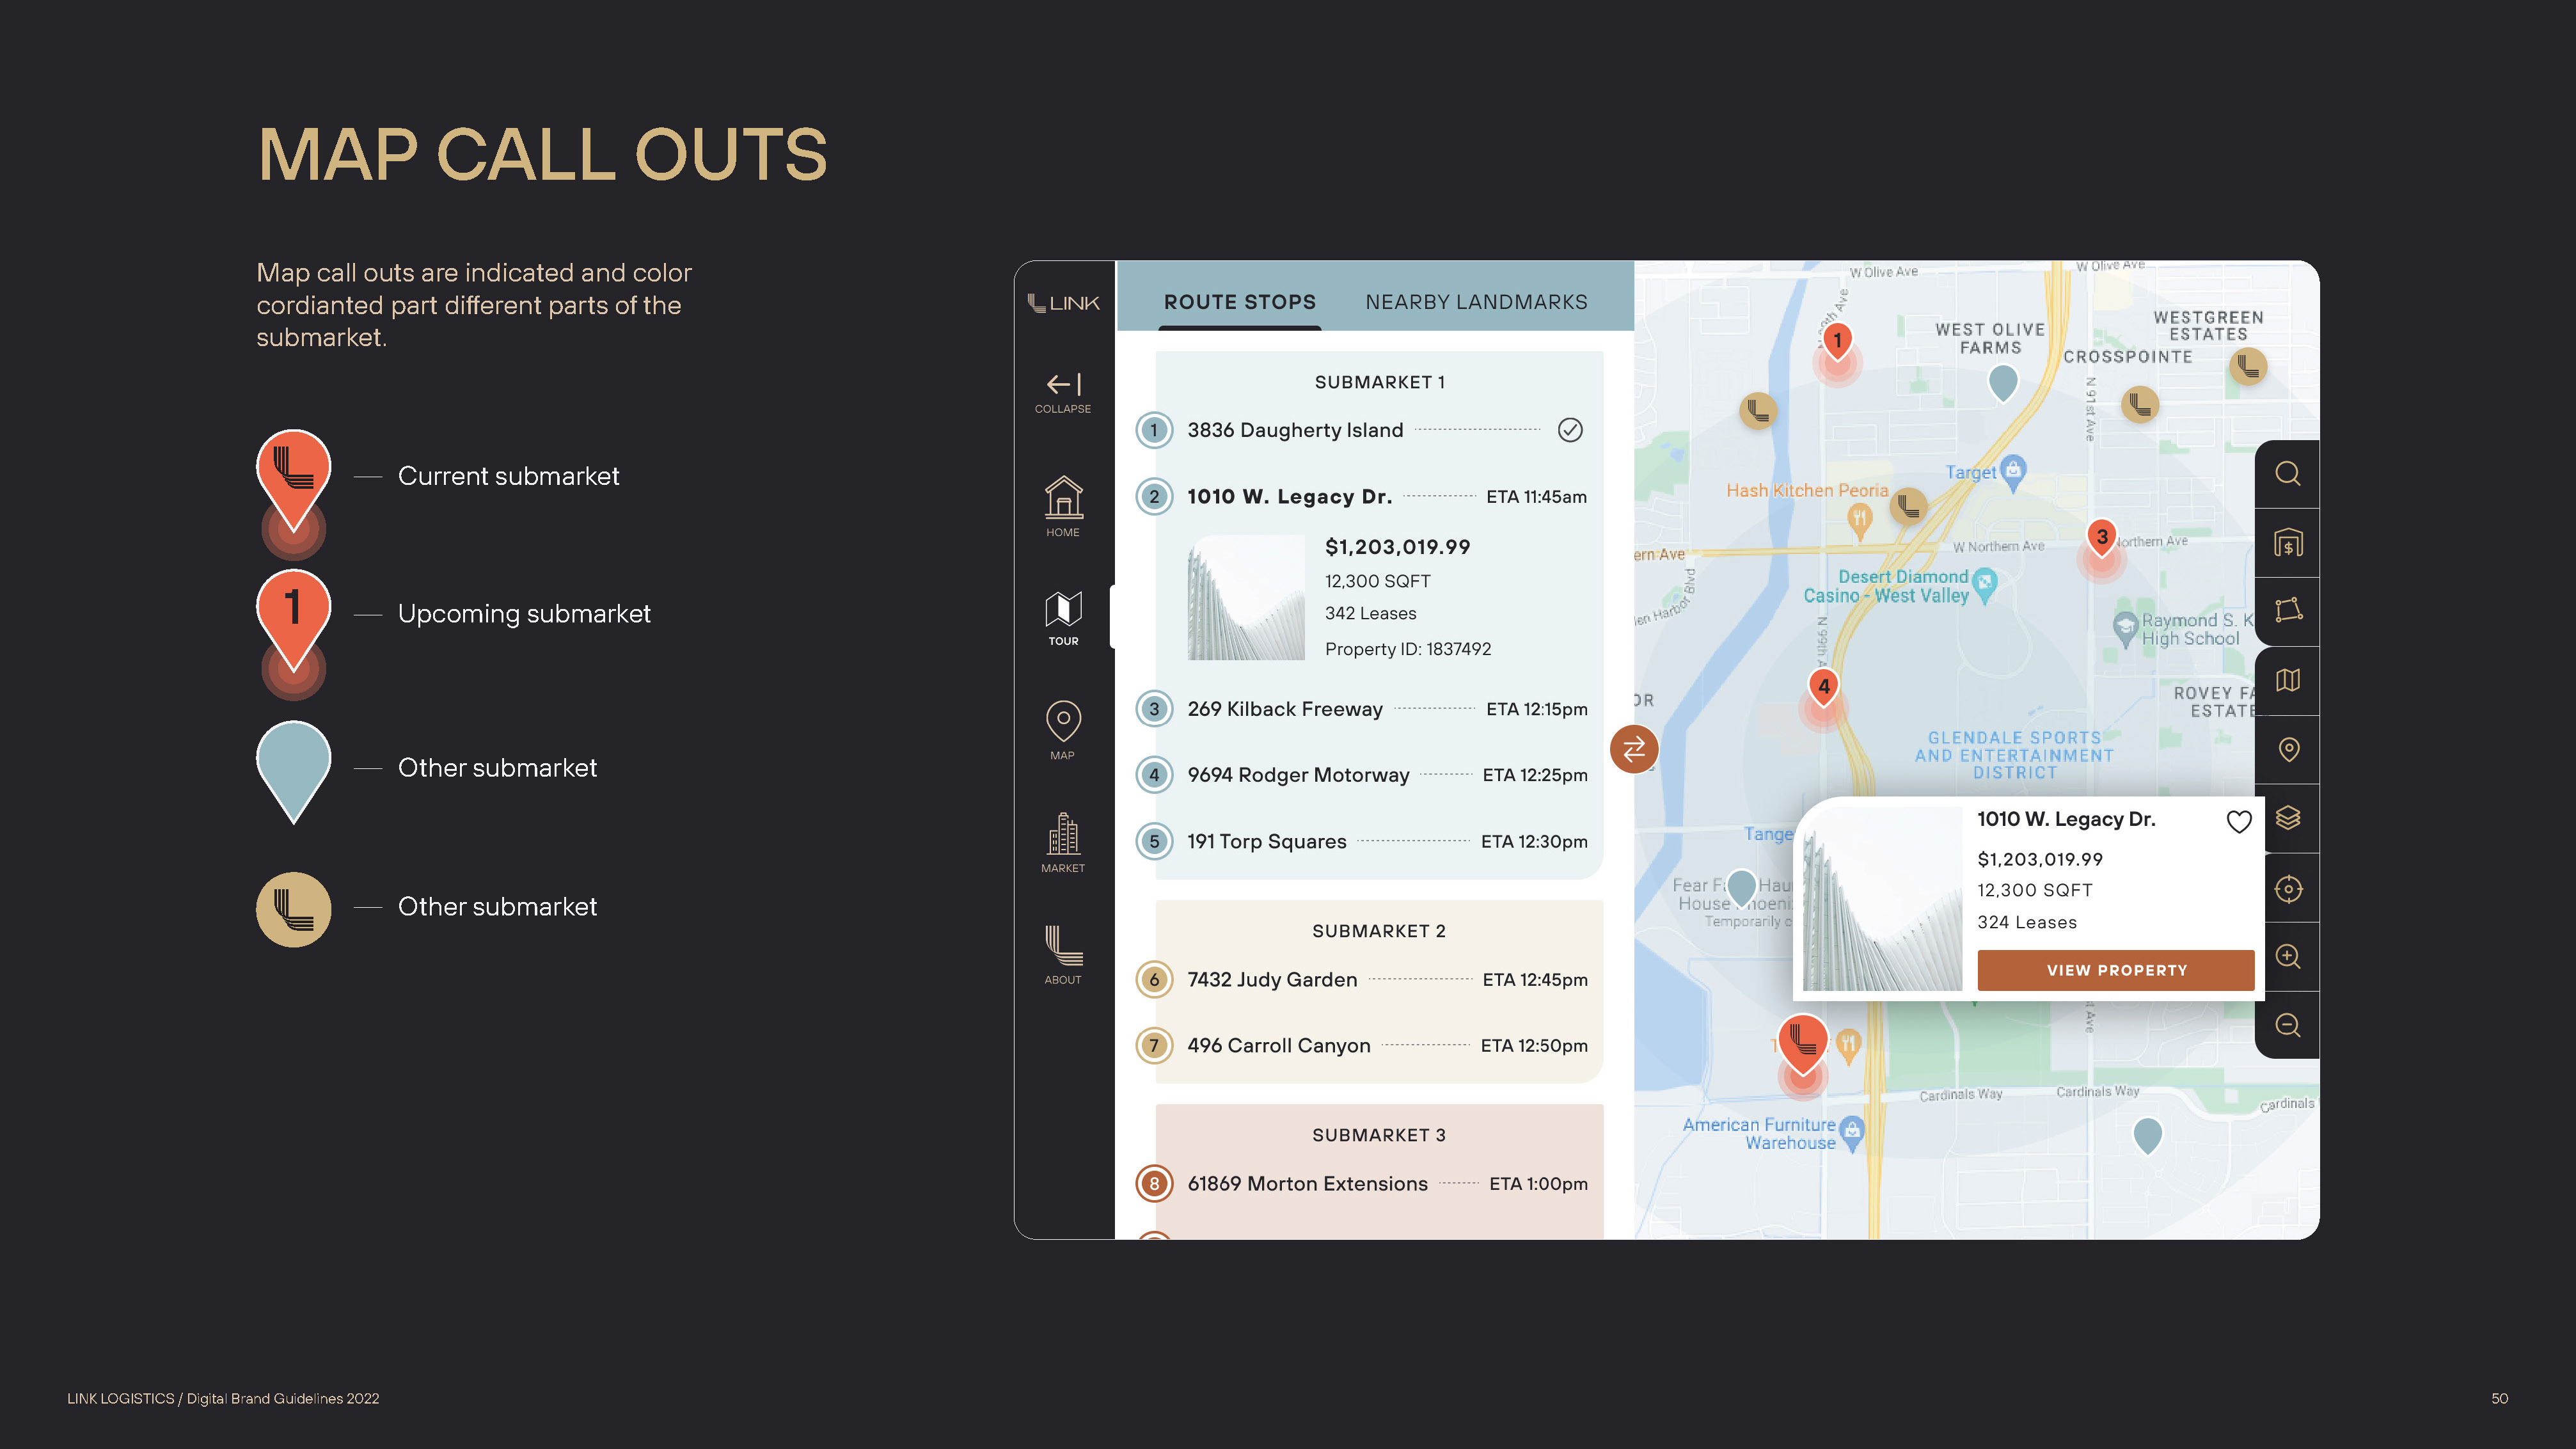 MAP CALL OUTS
Map call outs are indicated and color
cordianted part different parts of the
submarket.
Current submarket
1
Upcoming submarket
Other submarket
Other submarket
LINK
COLLAPSE
HOME
TOUR
MAP
MARKET
ABOUT
ROUTE STOPS NEARBY LANDMARKS
SUBMARKET 1
1 3836 Daugherty Island
2 1010 W. Legacy Dr. ETA 11:45am
$1,203,019.99
12,300 SQFT
342 Leases
Property ID: 1837492
3 269 Kilback Freeway ETA 12:15pm
4 9694 Rodger Motorway ETA 12:25pm
5 191 Torp Squares ETA 12:30pm
SUBMARKET 2
6 7432 Judy Garden ETA 12:45pm
7 496 Carroll Canyon ETA 12:50pm
SUBMARKET 3
8 61869 Morton Extensions ETA 1:00pm
W Olive Ave
W Olive Ave
1
WEST OLIVE
FARMS
WESTGREEN
ESTATES
CROSSPOINTE
N 91st Ave
Target
Hash Kitchen Peoria
3
ern Ave
W Northern Ave
Northern Ave
Desert Diamond
Casino - West Valley
N 99th A
Raymond S. K
High School
4
ROVEY FA
ESTATE
OR
GLENDALE SPORTS
AND ENTERTAINMENT
DISTRICT
Tange
Fear F Hau
House Phoeni
Temporarily c
1010 W. Legacy Dr.
$1,203,019.99
12,300 SQFT
324 Leases
VIEW PROPERTY
Cardinals Way
Cardinals Way
Cardinals
American Furniture
Warehouse
LINK LOGISTICS / Digital Brand Guidelines 2022
50